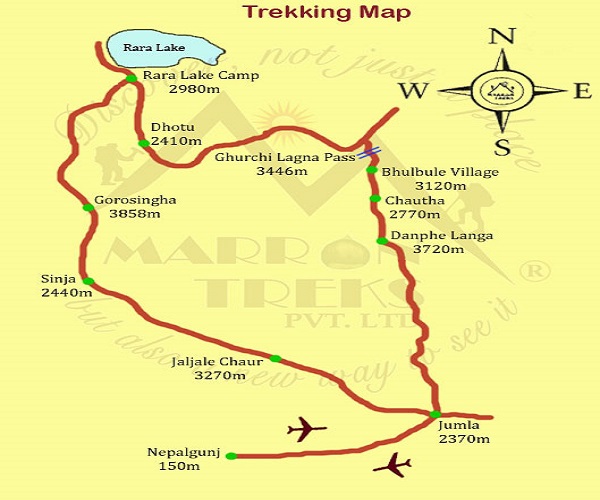 Trekking Map
N
Rara Lake
Rara Lake Camp
2980m
W
E
S
Discover, not just a place
Dhotu
2410m
Ghurchi Lagna Pass
3446m
Bhulbule Village
3120m
Gorosingha
3858m
Chautha
2770m
Danphe Langa
3720m
MARRON
TREKS
PVT. LTD
®
Sinja
2440m
but also a new way to see it
Jaljale Chaur
3270m
Jumla
2370m
Nepalgunj
150m